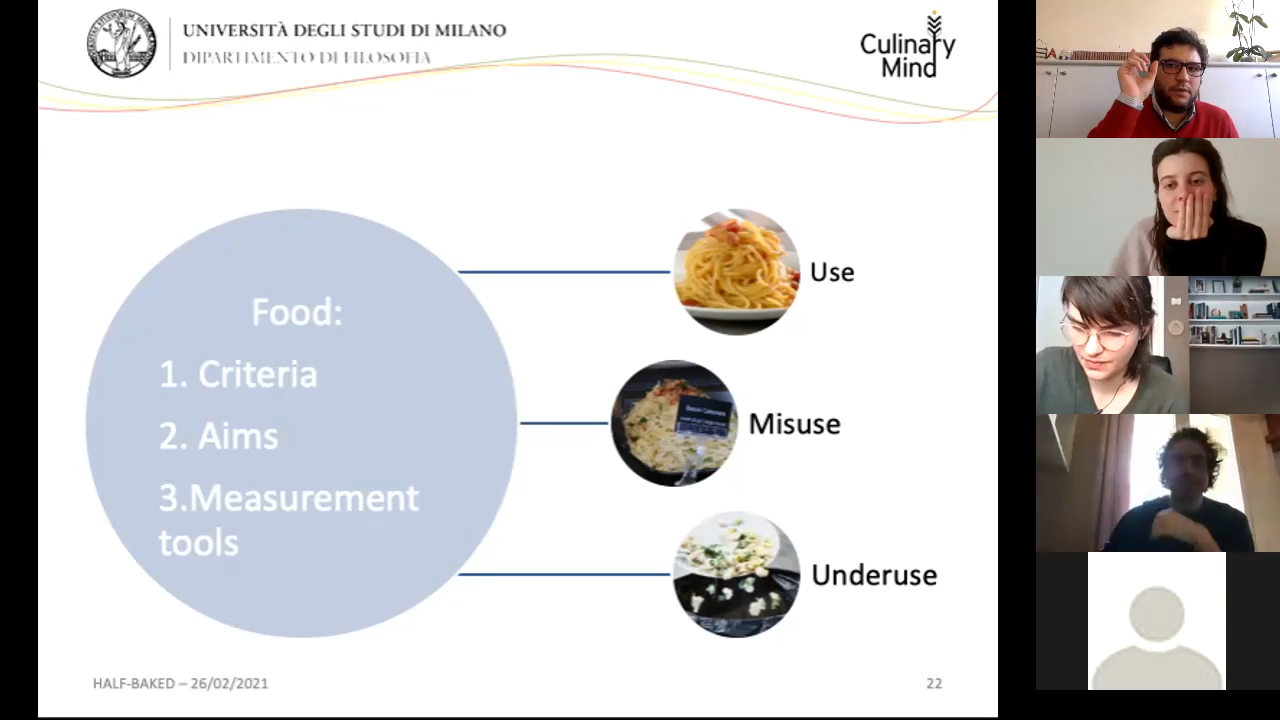 UNIVERSITÀ DEGLI STUDI DI MILANO
DIPARTIMENTO DI FILOSOFIA
Culinary
Mind
Food:
1. Criteria
2. Aims
3.Measurement
tools
Use
Misuse
Underuse
HALF-BAKED – 26/02/2021
22